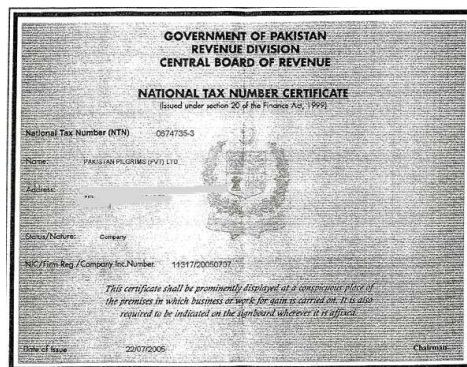 GOVERNMENT OF PAKISTAN
REVENUE DIVISION
CENTRAL BOARD OF REVENUE
NATIONAL TAX NUMBER CERTIFICATE
(Issued under section 20 of the Finance Act, 1999)
National Tax Number (NTN) 0874735-3
Name: PAKISTAN PILGRIMS (PVT) LTD
Address:
Status/Nature: Company
NIC/Firm Reg./Company Inc.Number 11317/20050707
This certificate shall be prominently displayed at a conspicuous place of
the premises in which business or work for gain is carried on. It is also
required to be indicated on the signboard wherever it is affixed.
Date of Issue 22/07/2005 Chairman